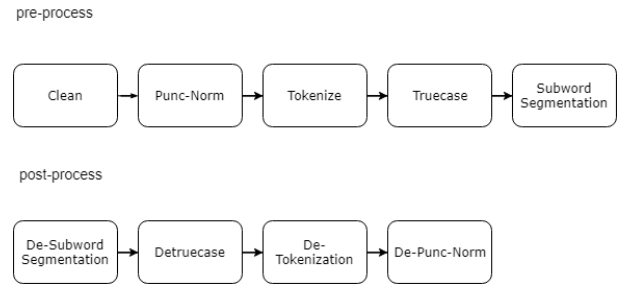 pre-process
Clean
Punc-Norm
Tokenize
Truecase
Subword
Segmentation
post-process
De-Subword
Segmentation
Detruecase
De-
Tokenization
De-Punc-Norm